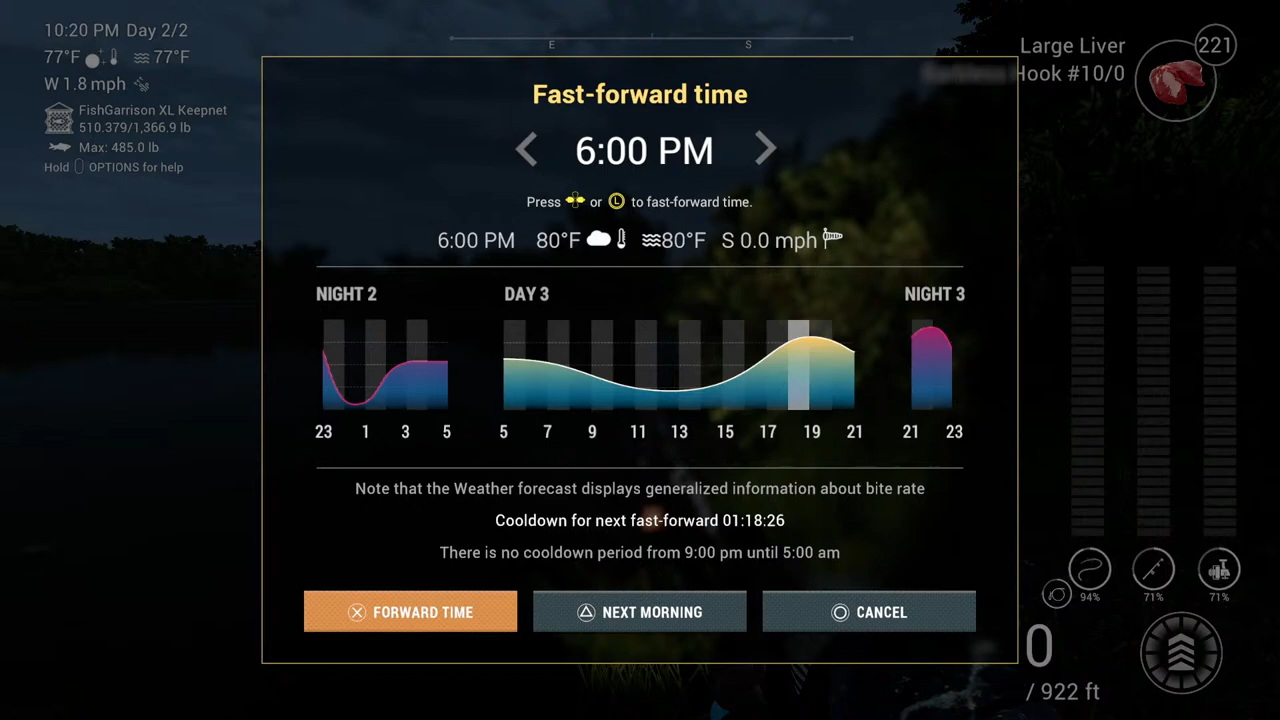 10:20 PM Day 2/2
77°F 77°F
W 1.8 mph
FishGarrison XL Keepnet
510.379/1,366.9 lb
Max: 485.0 lb
Hold OPTIONS for help
E S
Large Liver
Hook #10/0
221
Fast-forward time
6:00 PM
Press or L to fast-forward time.
6:00 PM 80°F 80°F S 0.0 mph
NIGHT 2 DAY 3 NIGHT 3
23 1 3 5 5 7 9 11 13 15 17 19 21 21 23
Note that the Weather forecast displays generalized information about bite rate
Cooldown for next fast-forward 01:18:26
There is no cooldown period from 9:00 pm until 5:00 am
FORWARD TIME NEXT MORNING CANCEL
94% 71% 71%
0
/ 922 ft